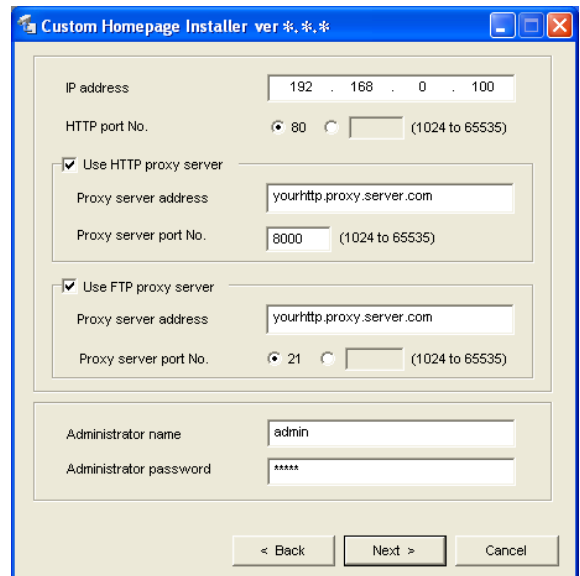 Custom Homepage Installer ver *.*.*
IP address 192 . 168 . 0 . 100
HTTP port No. 80 (1024 to 65535)
Use HTTP proxy server
Proxy server address yourhttp.proxy.server.com
Proxy server port No. 8000 (1024 to 65535)
Use FTP proxy server
Proxy server address yourhttp.proxy.server.com
Proxy server port No. 21 (1024 to 65535)
Administrator name admin
Administrator password *****
< Back Next > Cancel